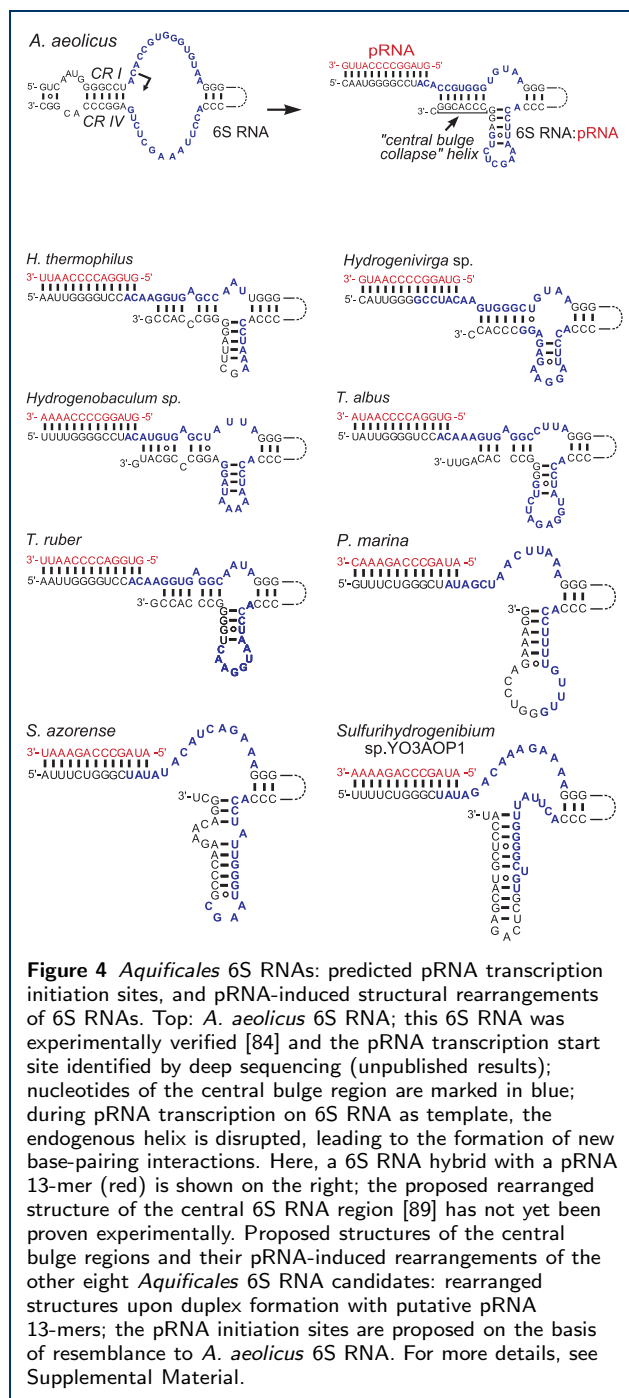 A. aeolicus
CR I
CR IV
6S RNA
pRNA
3'-GUUACCCCGGAUG-5'
5'-CAAUGGGGCCUACACCGUGGG
"central bulge
collapse" helix
6S RNA:pRNA
H. thermophilus
3'-UUAACCCCAGGUG-5'
5'-AAUUGGGGUCCACAAGGUGAGCCAAUUGGG
Hydrogenivirga sp.
3'-GUAACCCCGGAUG-5'
5'-CAUUGGGGCCUACAAGUGGGCUGUAAGGG
Hydrogenobaculum sp.
3'-AAAACCCCGGAUG-5'
5'-UUUUGGGGCCUACAUGUGAGCUAUUAGGG
T. albus
3'-AUAACCCCAGGUG-5'
5'-UAUUGGGGUCCACAAAGUGAGGCCUUAGGG
T. ruber
3'-UUAACCCCAGGUG-5'
5'-AAUUGGGGUCCACAAGGUGAGGCAAUAGGG
P. marina
3'-CAAAGACCCGAUA-5'
5'-GUUUCUGGGCUAUAGCUAACUUAAGGG
S. azorense
3'-UAAAGACCCGAUA-5'
5'-AUUUCUGGGCUAUAUACAUCAGAAAGGG
Sulfurihydrogenibium
sp.YO3AOP1
3'-AAAAGACCCGAUA-5'
5'-UUUUCUGGGCUAUAGACAAAGAAAAGGG
Figure 4 Aquificales 6S RNAs: predicted pRNA transcription
initiation sites, and pRNA-induced structural rearrangements
of 6S RNAs. Top: A. aeolicus 6S RNA; this 6S RNA was
experimentally verified [84] and the pRNA transcription start
site identified by deep sequencing (unpublished results);
nucleotides of the central bulge region are marked in blue;
during pRNA transcription on 6S RNA as template, the
endogenous helix is disrupted, leading to the formation of new
base-pairing interactions. Here, a 6S RNA hybrid with a pRNA
13-mer (red) is shown on the right; the proposed rearranged
structure of the central 6S RNA region [89] has not yet been
proven experimentally. Proposed structures of the central
bulge regions and their pRNA-induced rearrangements of the
other eight Aquificales 6S RNA candidates: rearranged
structures upon duplex formation with putative pRNA
13-mers; the pRNA initiation sites are proposed on the basis
of resemblance to A. aeolicus 6S RNA. For more details, see
Supplemental Material.